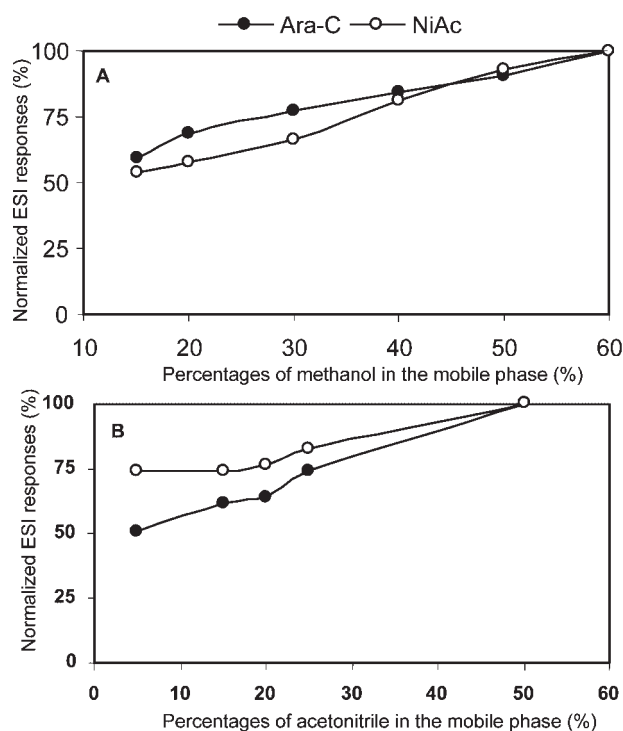 Ara-C NiAc
A
Normalized ESI responses (%)
100
75
50
25
0
10 20 30 40 50 60
Percentages of methanol in the mobile phase (%)
B
Normalized ESI responses (%)
100
75
50
25
0
0 10 20 30 40 50 60
Percentages of acetonitrile in the mobile phase (%)